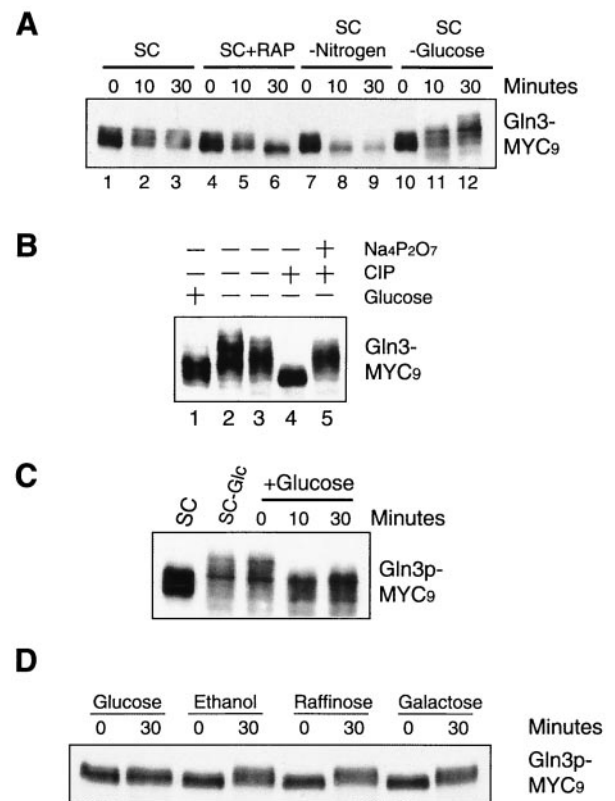 A
SC SC+RAP SC -Nitrogen SC -Glucose
0 10 30 0 10 30 0 10 30 0 10 30 Minutes
Gln3-
MYC9
1 2 3 4 5 6 7 8 9 10 11 12
B
– – – – + Na4P2O7
– – – + + CIP
+ – – – – Glucose
Gln3-
MYC9
1 2 3 4 5
C
SC SC-Glc +Glucose
0 10 30 Minutes
Gln3p-
MYC9
D
Glucose Ethanol Raffinose Galactose
0 30 0 30 0 30 0 30 Minutes
Gln3p-
MYC9